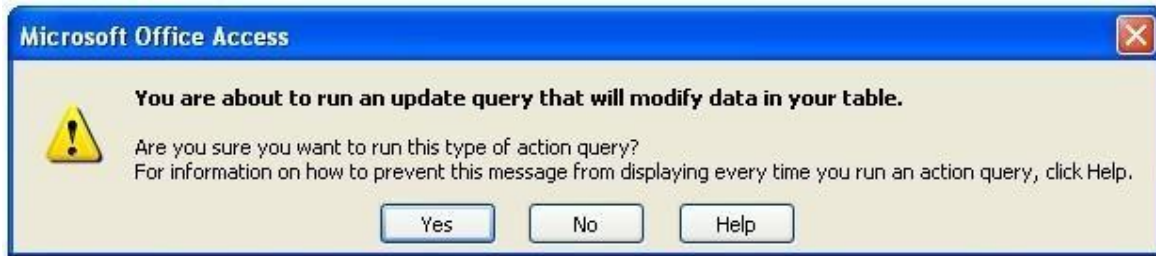 Microsoft Office Access
You are about to run an update query that will modify data in your table.
Are you sure you want to run this type of action query?
For information on how to prevent this message from displaying every time you run an action query, click Help.
Yes No Help